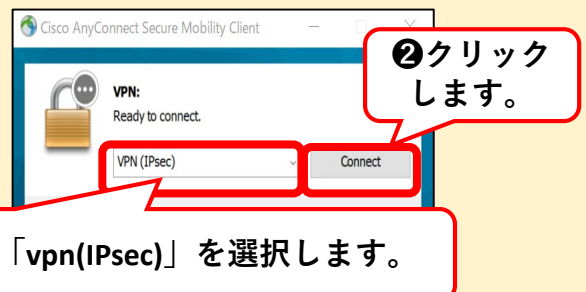 Cisco AnyConnect Secure Mobility Client
❷クリック
します。
VPN:
Ready to connect.
VPN (IPsec)
Connect
「vpn(IPsec)」を選択します。